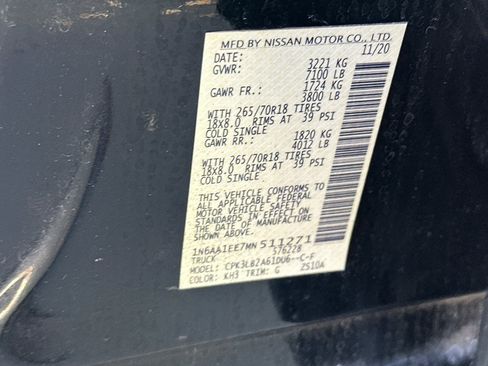 MFD BY NISSAN MOTOR CO., LTD.
11/20
GVWR: 3221 KG
7100 LB
GAWR FR.: 1724 KG
3800 LB
WITH 265/70R18 TIRES
18X8.0 RIMS AT 39 PSI
COLD SINGLE
GAWR RR.: 1820 KG
4012 LB
WITH 265/70R18 TIRES
18X8.0 RIMS AT 39 PSI
COLD SINGLE
THIS VEHICLE CONFORMS TO
ALL APPLICABLE FEDERAL
MOTOR VEHICLE SAFETY STANDARDS
IN EFFECT ON THE DATE OF
MANUFACTURE SHOWN ABOVE.
1N6AA1EE7MN511271
TRUCK 576228
MODEL: CPK3LB2A61DU6--C-F
COLOR: KH3 TRIM: G ZS10A